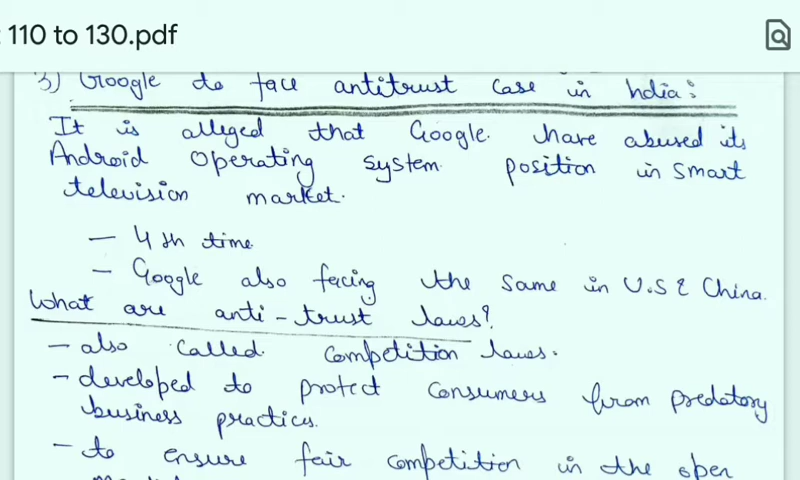 110 to 130.pdf
3) Google to face antitrust case in India:
It is alleged that Google have abused its
Android Operating system position in smart
television market.
– 4th time
– Google also facing the same in U.S & China.
What are anti-trust laws?
– also called competition laws.
– developed to protect consumers from predatory
business practices.
– to ensure fair competition in the open